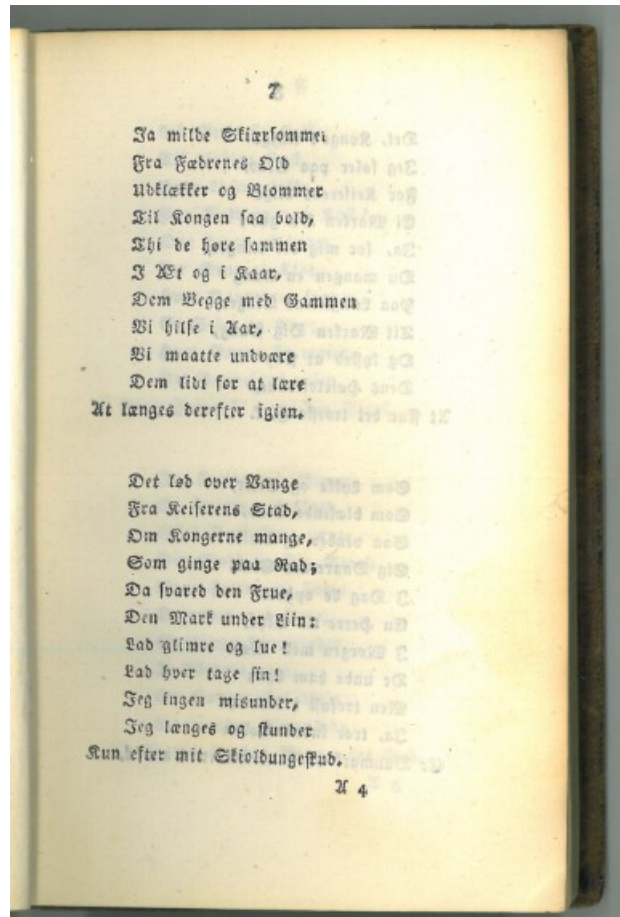 7
Ja milde Skiærsommer
Fra Fædrenes Old
Udklækker og Blommer
Til Kongen saa bold,
Thi de høre sammen
I Æt og i Kaar,
Dem Begge med Gammen
Vi hilse i Aar,
Vi maatte undvære
Dem lidt for at lære
At længes derefter igien.
Det lød over Vange
Fra Keiserens Stad,
Om Kongerne mange,
Som ginge paa Rad;
Da svared den Frue,
Den Mark under Liin:
Lad glimre og lue!
Lad hver tage sin!
Jeg ingen misunder,
Jeg længes og stunder
Kun efter mit Skioldungeskud.
A 4